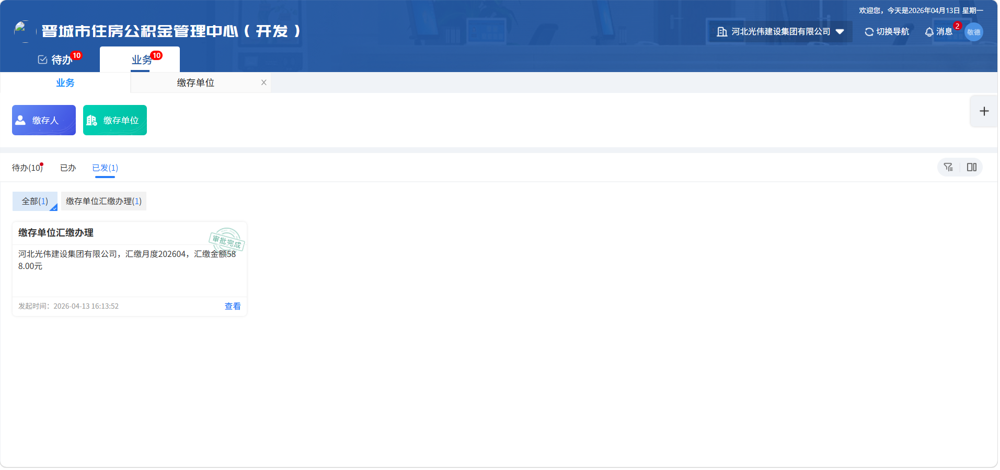 欢迎您，今天是2026年04月13日 星期一
晋城市住房公积金管理中心（开发）
河北光伟建设集团有限公司
切换导航
消息
2
敬德
待办
10
业务
10
业务
缴存单位
缴存人
缴存单位
待办(10)
已办
已发(1)
全部(1)
缴存单位汇缴办理(1)
缴存单位汇缴办理
审批完成
河北光伟建设集团有限公司，汇缴月度202604，汇缴金额58
8.00元
发起时间：2026-04-13 16:13:52
查看